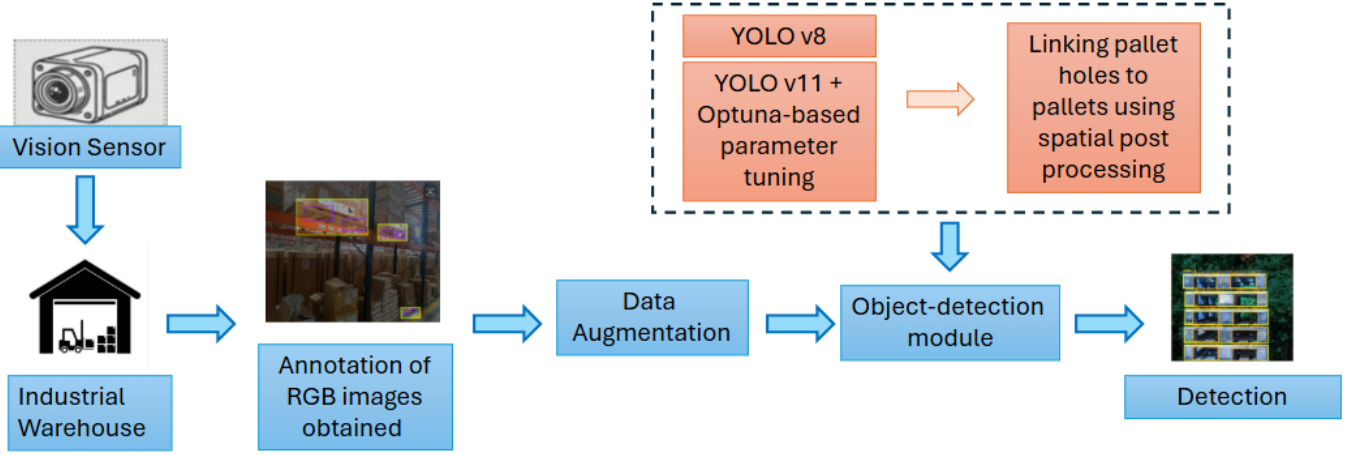 Vision Sensor
Industrial
Warehouse
Annotation of
RGB images
obtained
Data
Augmentation
YOLO v8
YOLO v11 +
Optuna-based
parameter
tuning
Linking pallet
holes to
pallets using
spatial post
processing
Object-detection
module
Detection